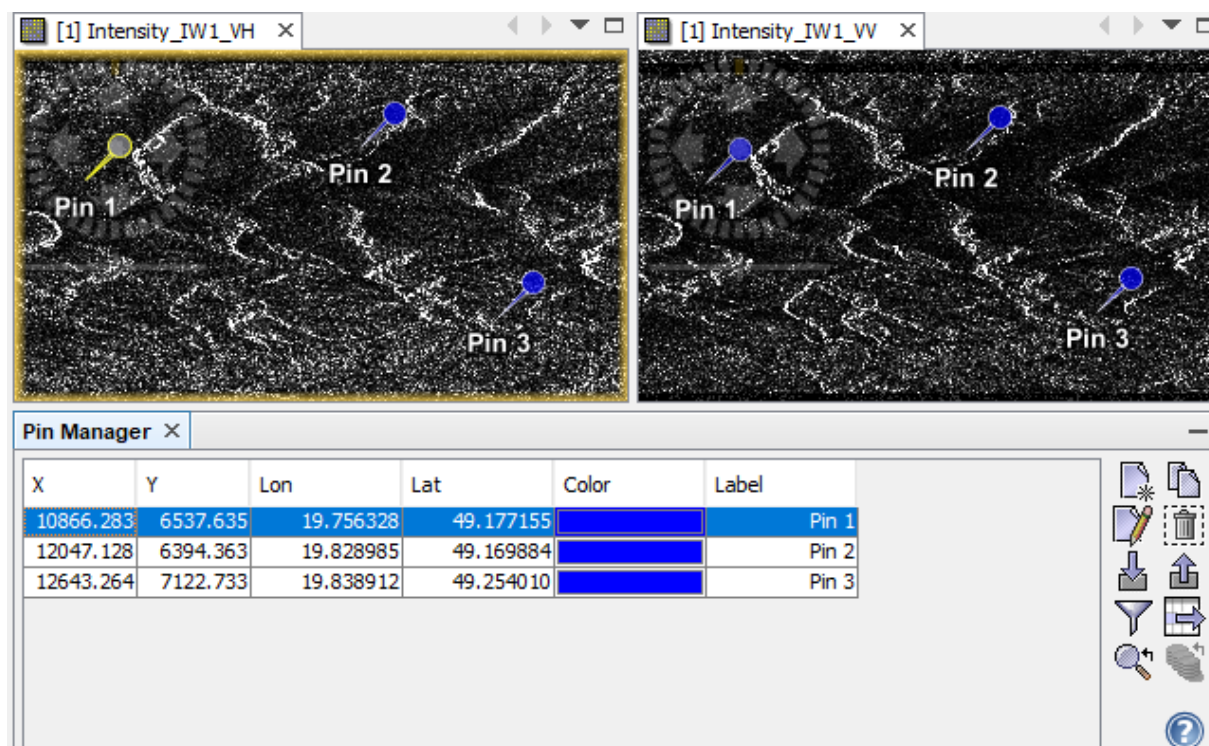 [1] Intensity_IW1_VH
[1] Intensity_IW1_VV
Pin 1
Pin 2
Pin 3
Pin 1
Pin 2
Pin 3
Pin Manager
X Y Lon Lat Color Label
10866.283 6537.635 19.756328 49.177155 Pin 1
12047.128 6394.363 19.828985 49.169884 Pin 2
12643.264 7122.733 19.838912 49.254010 Pin 3